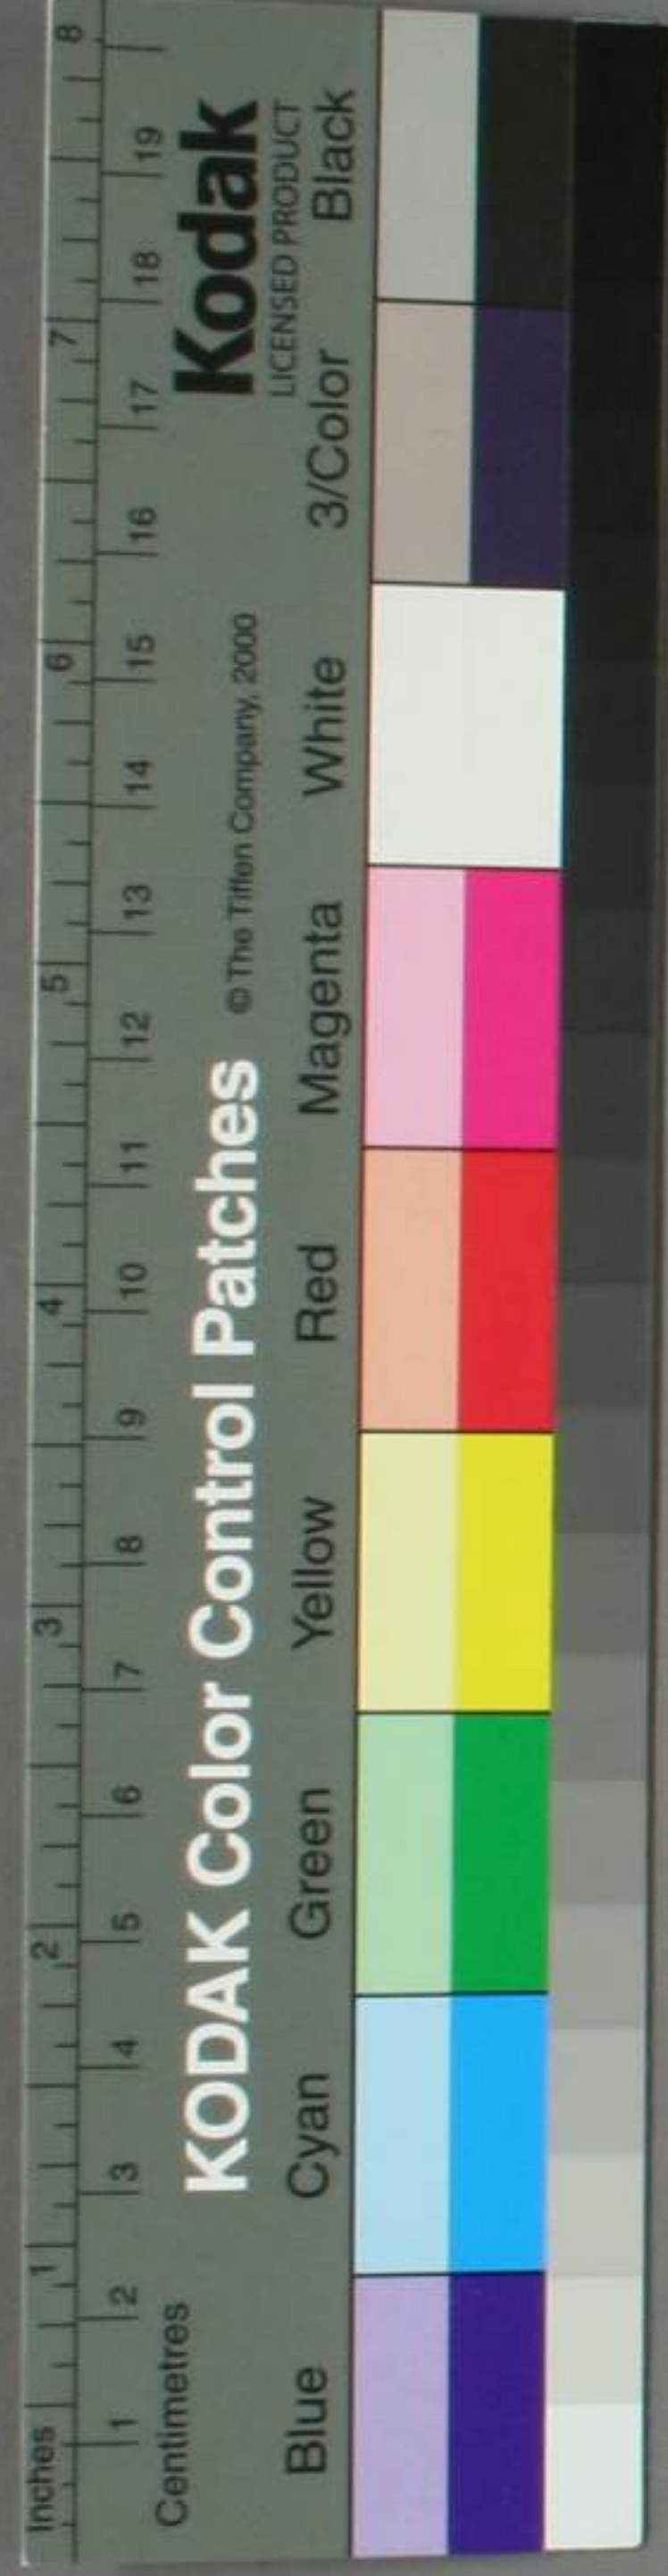 Inches 1 2 3 4 5 6 7 8
Centimetres 1 2 3 4 5 6 7 8 9 10 11 12 13 14 15 16 17 18 19
KODAK Color Control Patches © The Tiffen Company, 2000 Kodak
LICENSED PRODUCT
Blue Cyan Green Yellow Red Magenta White 3/Color Black